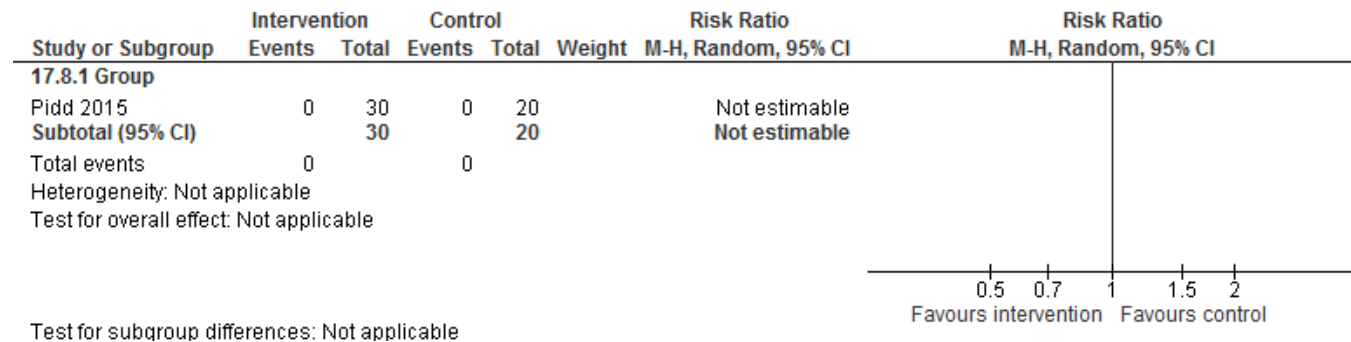 Intervention Control Risk Ratio Risk Ratio
Study or Subgroup Events Total Events Total Weight M-H, Random, 95% CI M-H, Random, 95% CI
17.8.1 Group
Pidd 2015 0 30 0 20 Not estimable
Subtotal (95% CI) 30 20 Not estimable
Total events 0 0
Heterogeneity: Not applicable
Test for overall effect: Not applicable
0.5 0.7 1 1.5 2
Favours intervention Favours control
Test for subgroup differences: Not applicable